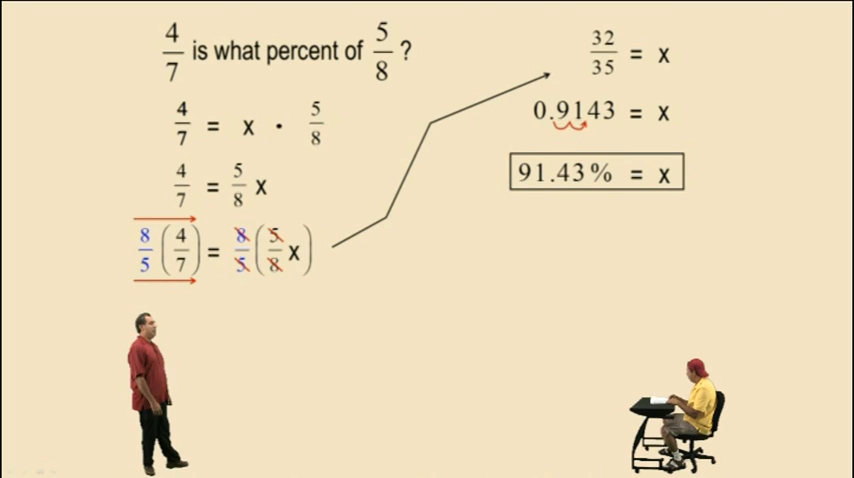 4/7 is what percent of 5/8 ?
4/7 = x · 5/8
4/7 = 5/8 x
8/5 (4/7) = 8/5 (5/8 x)
32/35 = x
0.9143 = x
91.43% = x